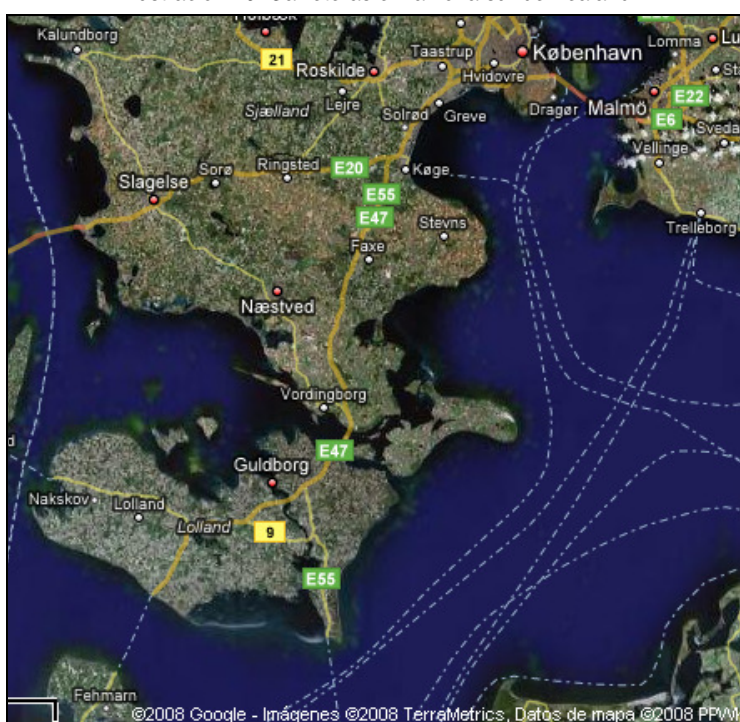 Kalundborg
21
Taastrup
København
Lomma
Roskilde
Hvidovre
Sjælland
Lejre
Solrød
Greve
Dragør
Malmö
E22
E6
Sveda
Vellinge
Sorø
Ringsted
E20
Køge
Slagelse
E55
E47
Stevns
Trelleborg
Faxe
Næstved
Vordingborg
E47
Guldborg
Nakskov
Lolland
Lolland
9
E55
Fehmarn
©2008 Google - Imágenes ©2008 TerraMetrics, Datos de mapa ©2008 PPWK